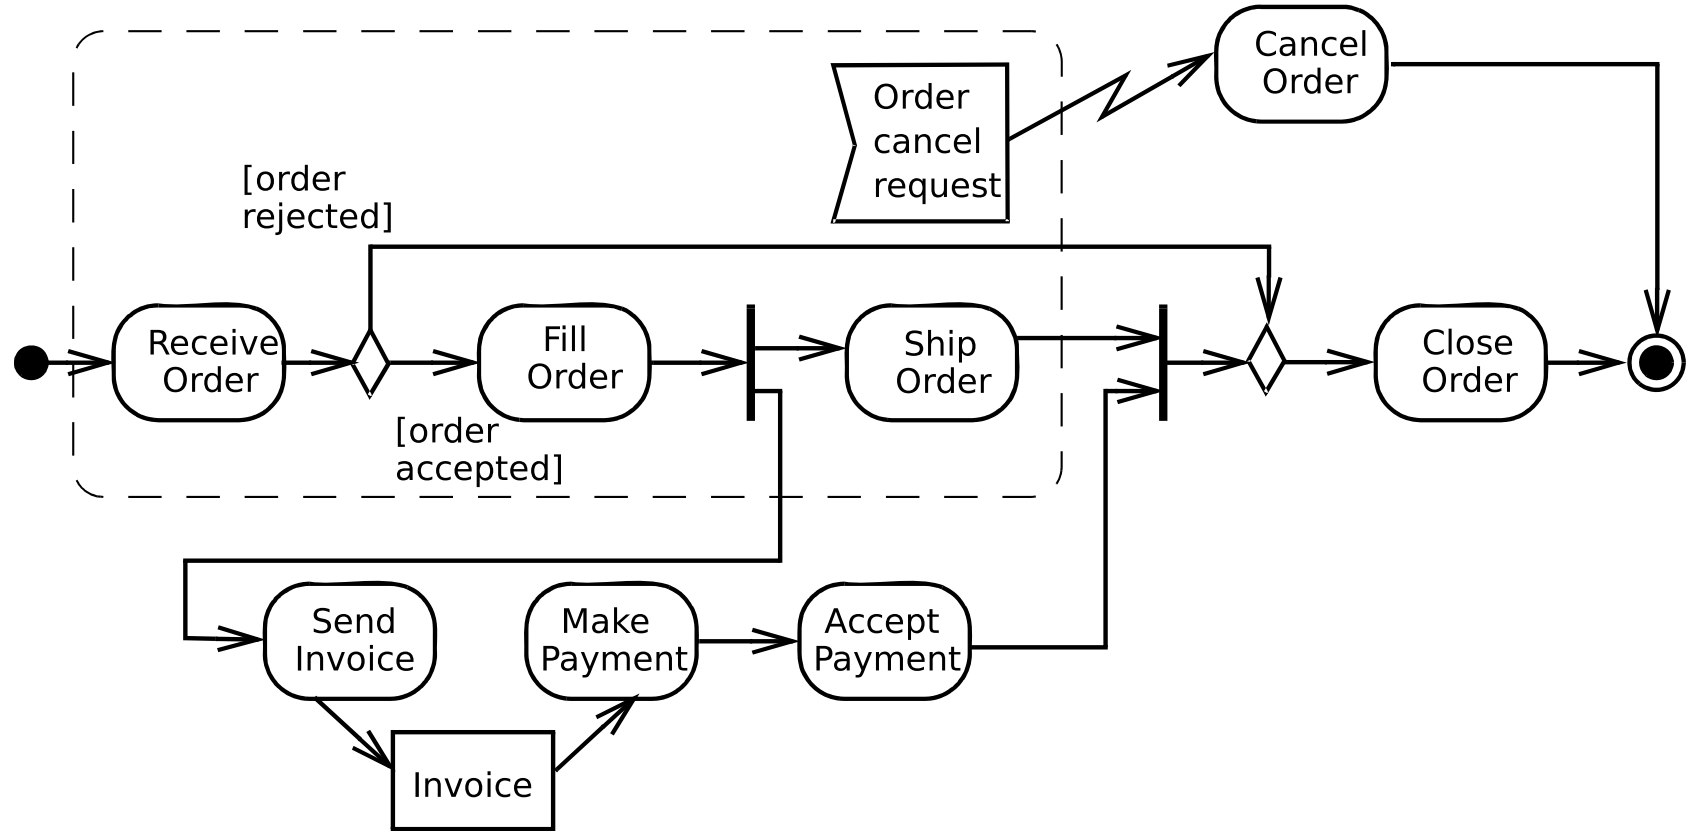 Cancel
Order
Order
cancel
request
[order
rejected]
Receive
Order
Fill
Order
Ship
Order
Close
Order
[order
accepted]
Send
Invoice
Make
Payment
Accept
Payment
Invoice